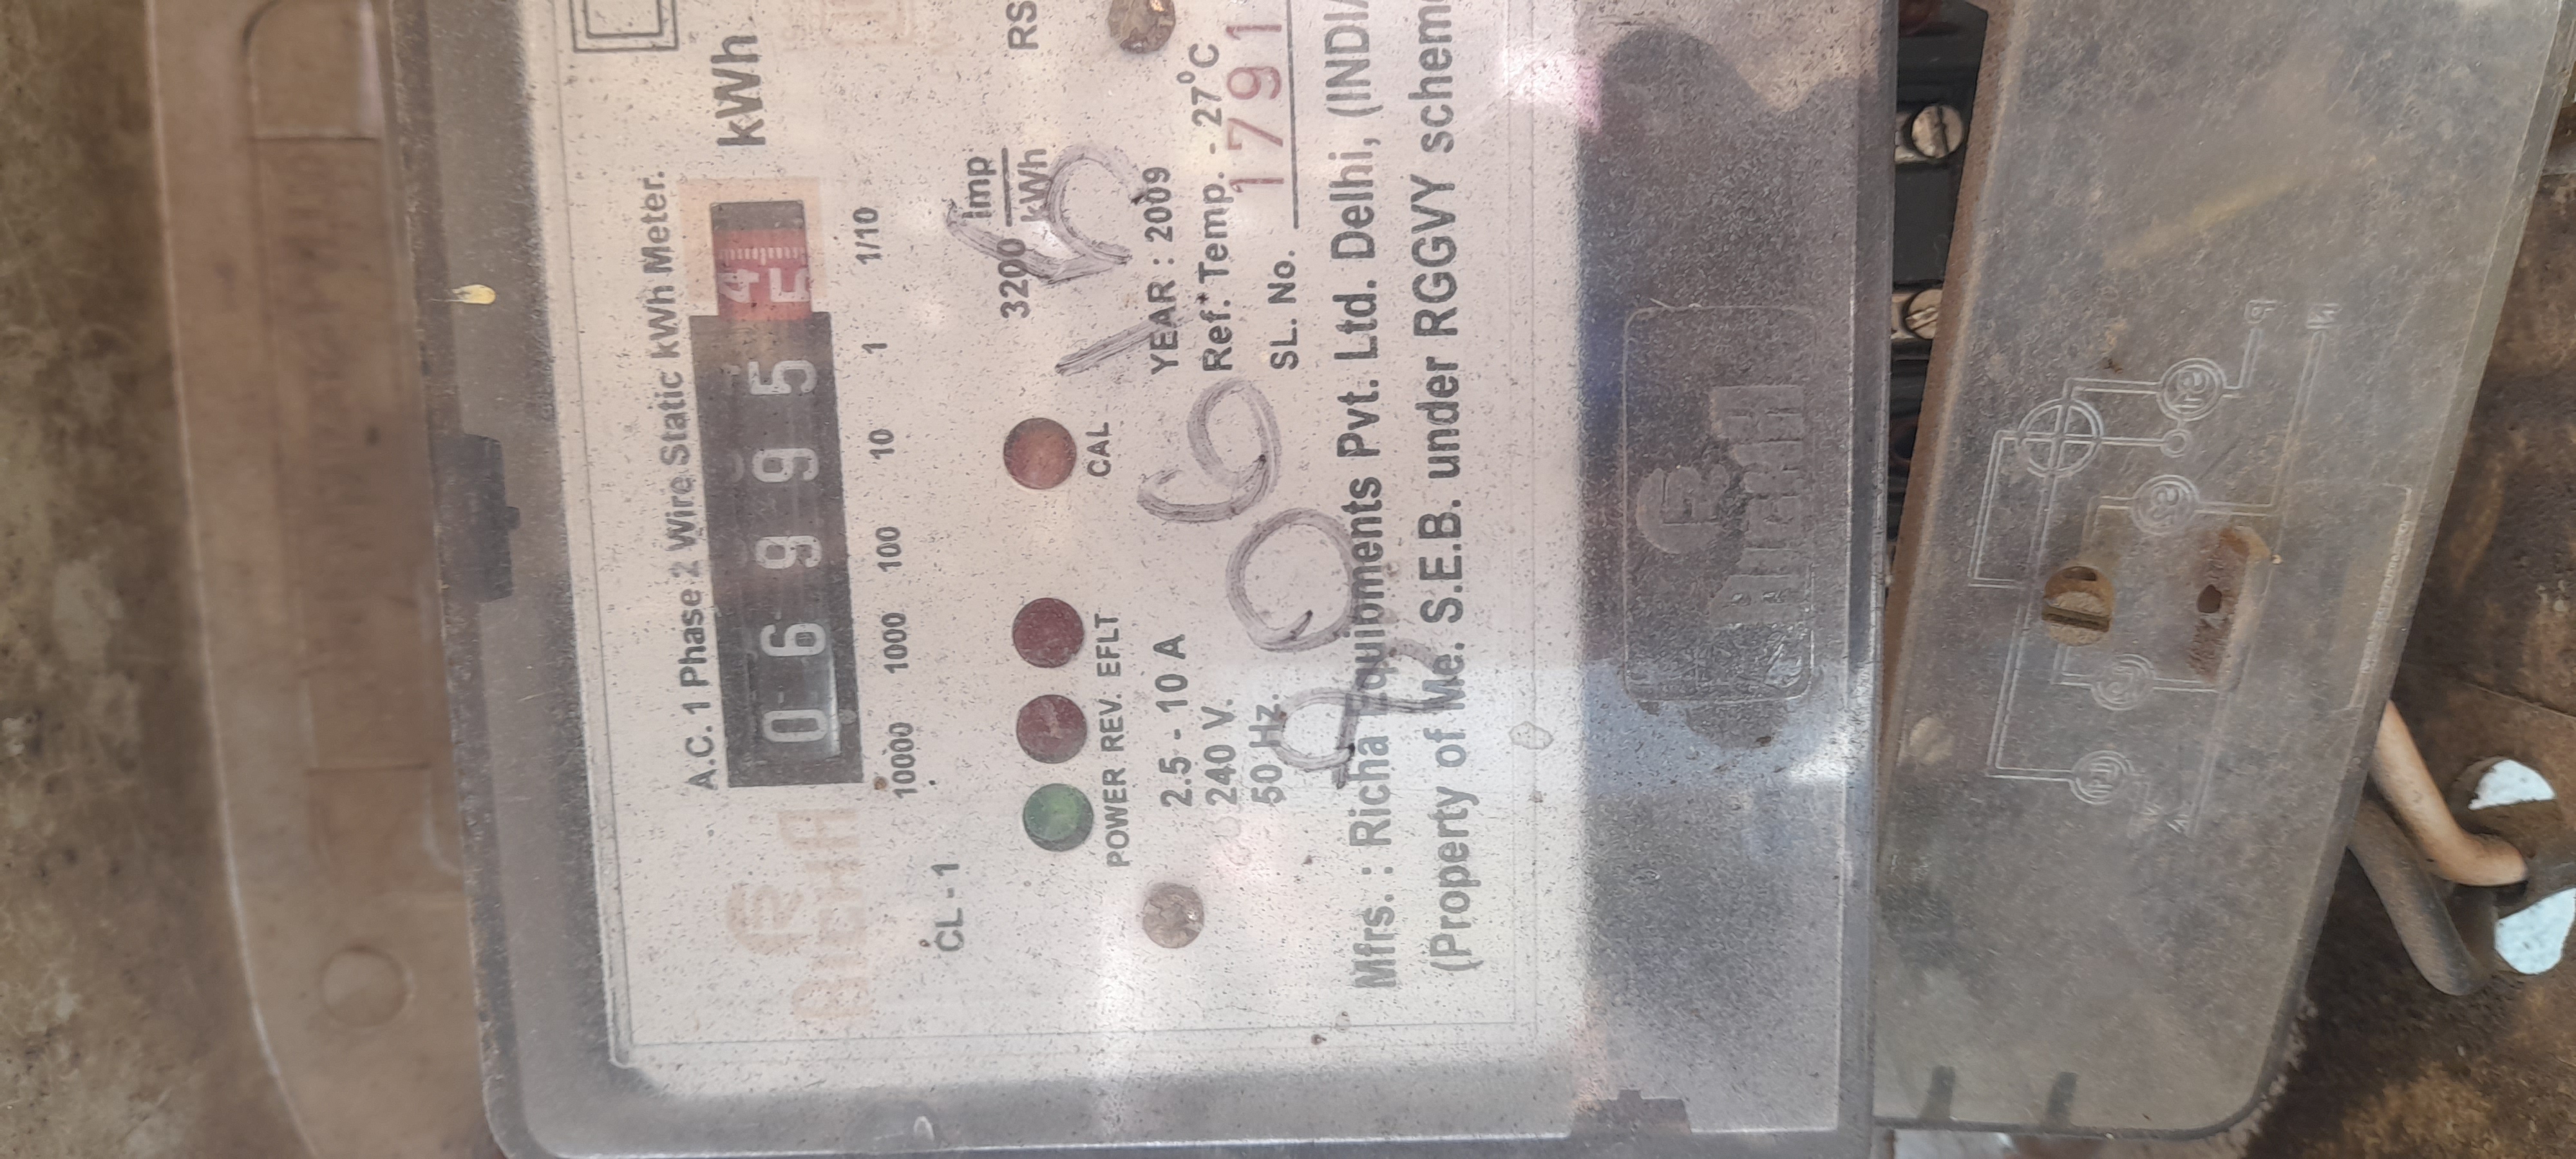 A.C. 1 Phase 2 Wire Static kWh Meter.
0 6 9 9 5 4 kWh
10000 1000 100 10 1 1/10
RICHA
CL - 1
3200 Imp/kWh
RS
POWER REV. EFLT CAL
2.5 - 10 A
240 V.
50 Hz.
YEAR : 2009
Ref. Temp. - 27°C
SL. No. 1791
Mfrs. : Richa Equipments Pvt. Ltd. Delhi, (INDIA
(Property of Me. S.E.B. under RGGVY schem
RICHA